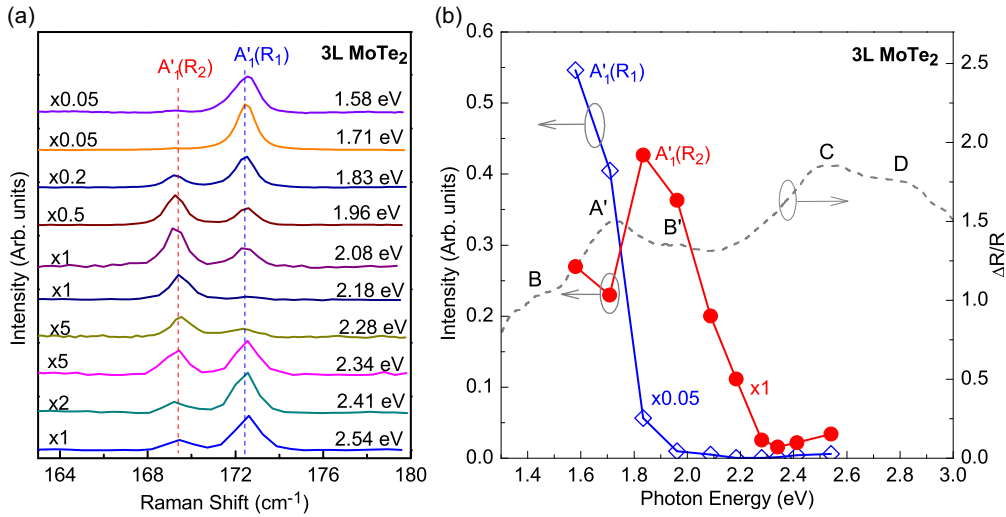 (a)
3L MoTe2
A'1(R2)
A'1(R1)
x0.05
1.58 eV
x0.05
1.71 eV
x0.2
1.83 eV
x0.5
1.96 eV
x1
2.08 eV
x1
2.18 eV
x5
2.28 eV
x5
2.34 eV
x2
2.41 eV
x1
2.54 eV
164
168
172
176
180
Raman Shift (cm-1)
Intensity (Arb. units)
(b)
3L MoTe2
A'1(R1)
A'1(R2)
B
A'
B'
C
D
x0.05
x1
0.6
0.5
0.4
0.3
0.2
0.1
0.0
Intensity (Arb. units)
1.4
1.6
1.8
2.0
2.2
2.4
2.6
2.8
3.0
Photon Energy (eV)
2.5
2.0
1.5
1.0
0.5
0.0
ΔR/R